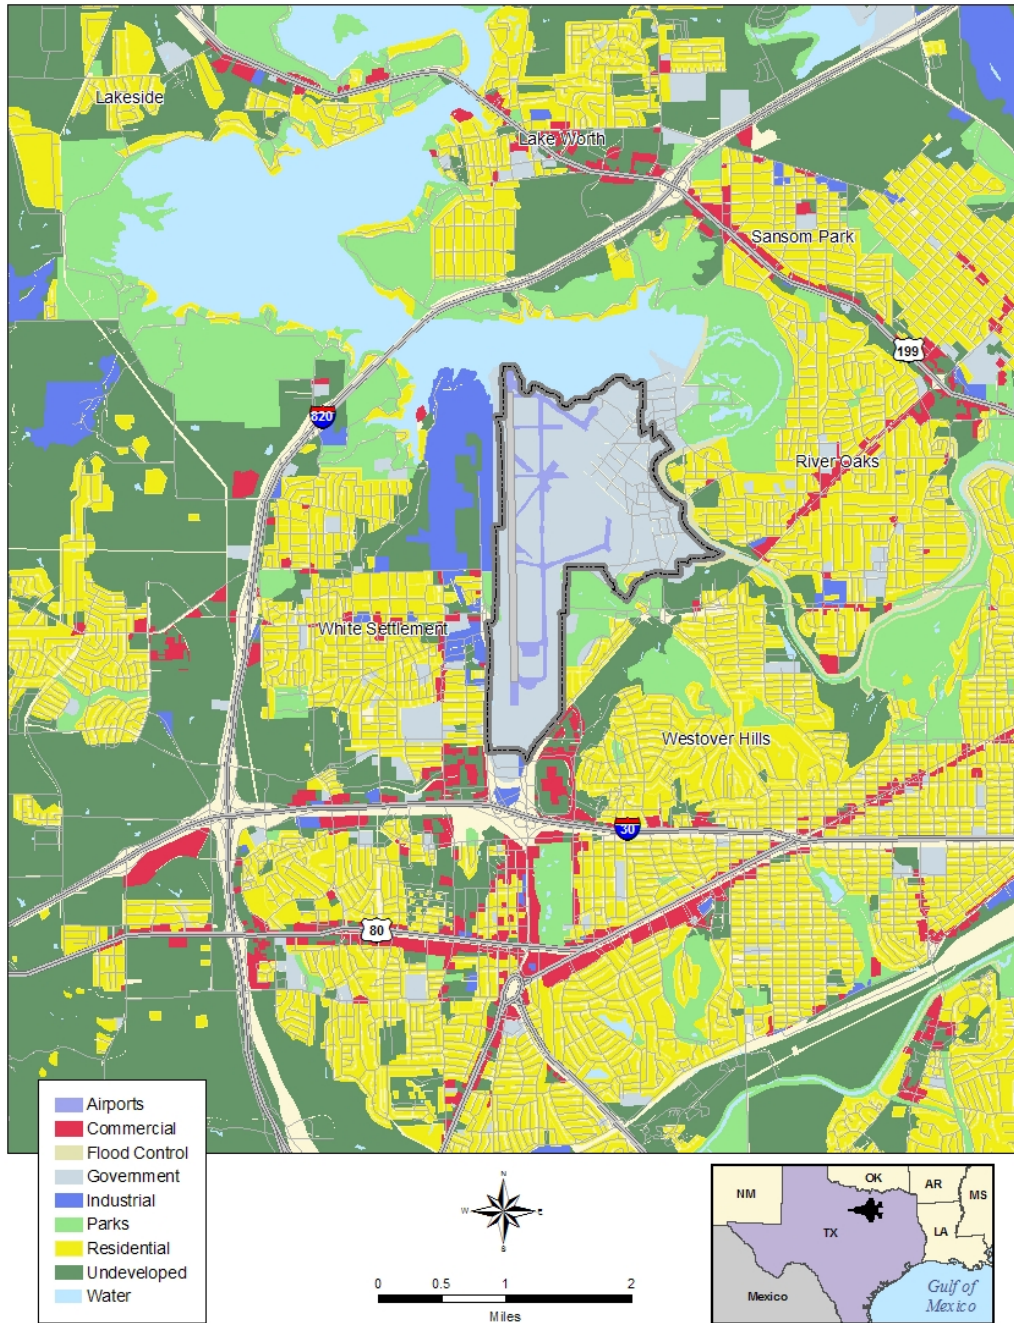 Lakeside
Lake Worth
Sansom Park
199
820
River Oaks
White Settlement
Westover Hills
30
80
Airports
Commercial
Flood Control
Government
Industrial
Parks
Residential
Undeveloped
Water
N
W
E
S
0 0.5 1 2
Miles
NM
OK
AR
MS
TX
LA
Mexico
Gulf of
Mexico